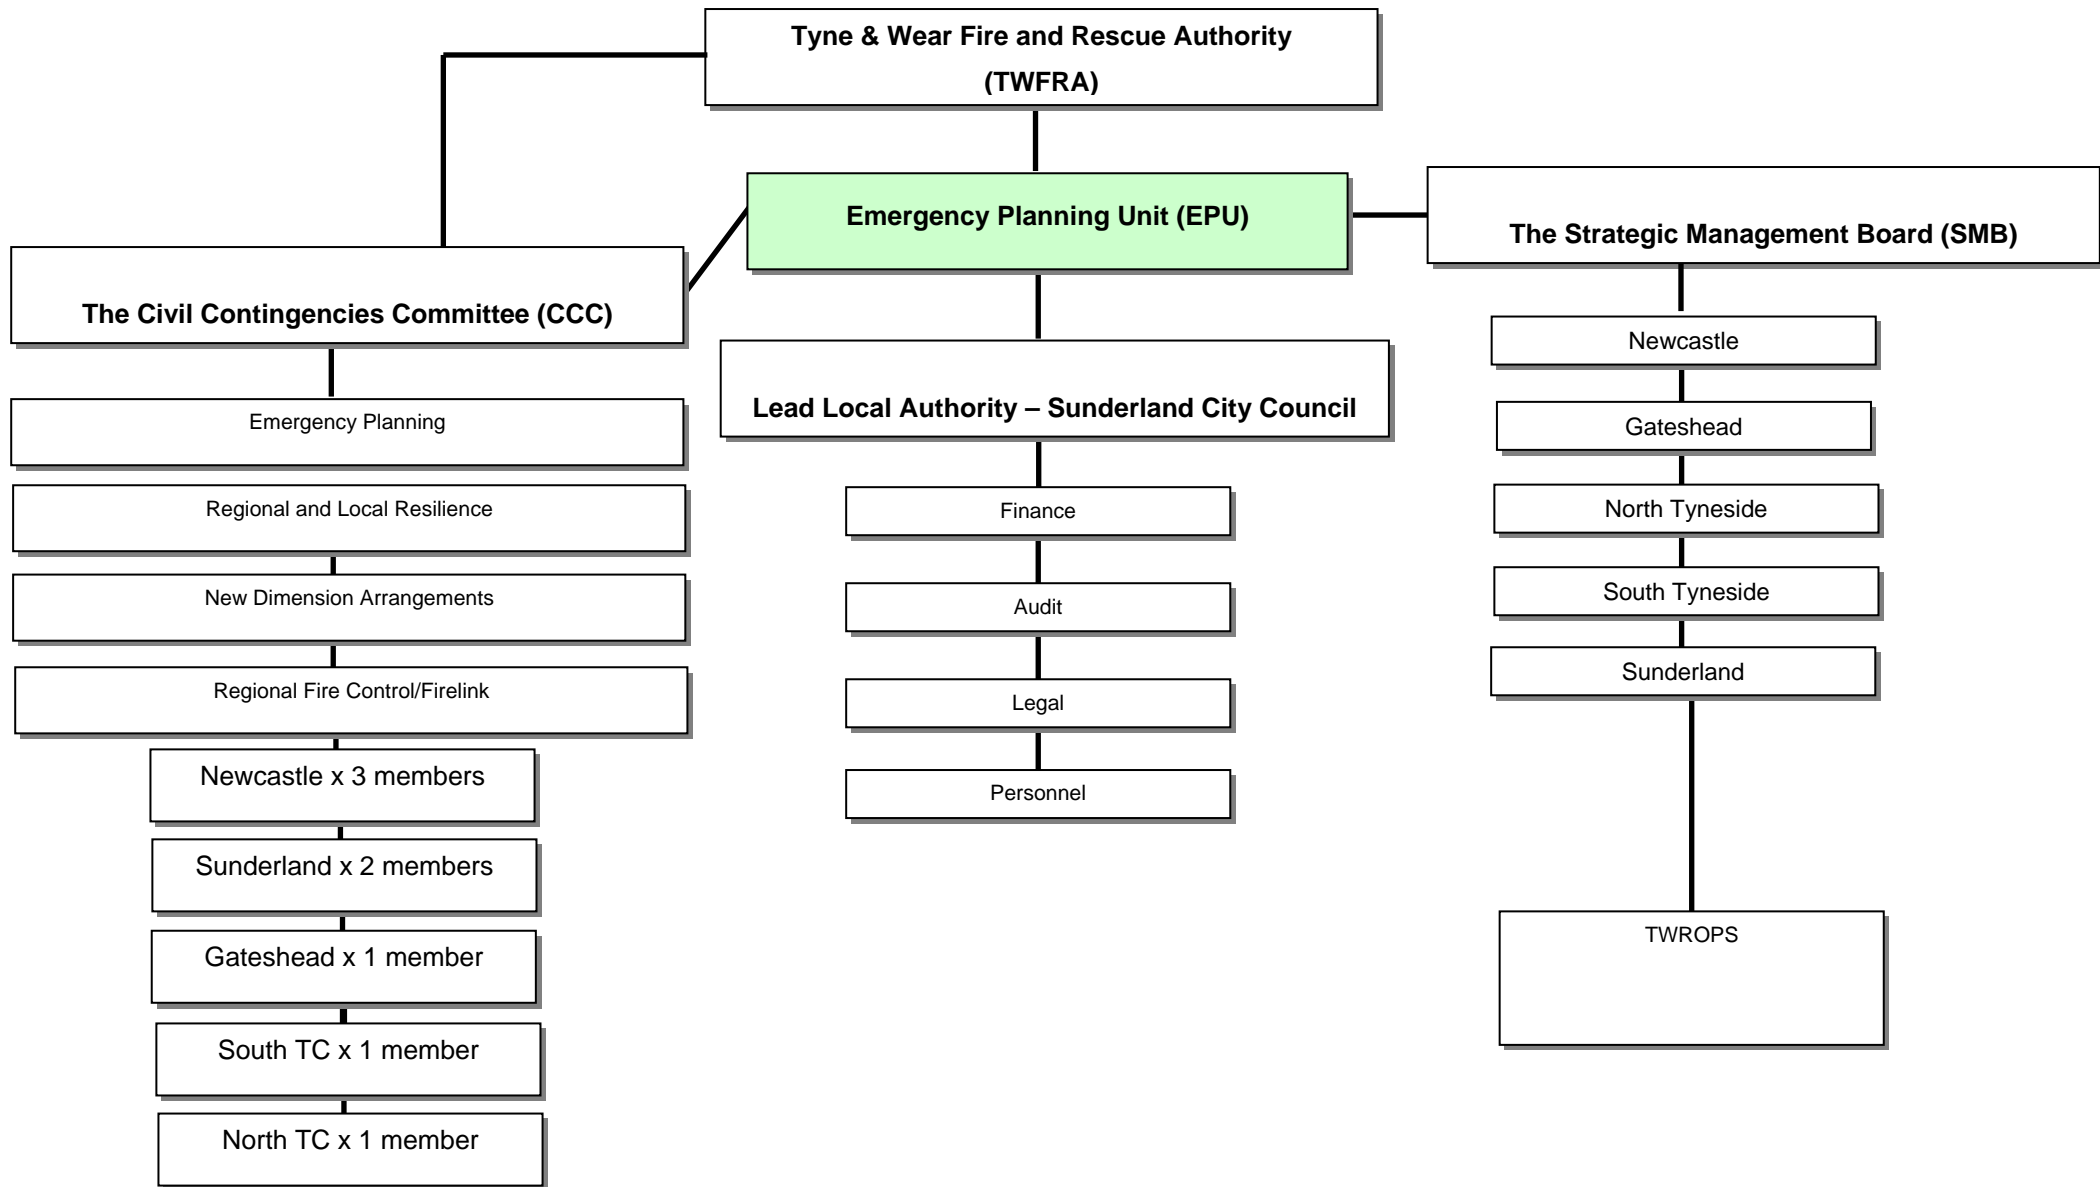 Tyne & Wear Fire and Rescue Authority
(TWFRA)
Emergency Planning Unit (EPU)
The Strategic Management Board (SMB)
The Civil Contingencies Committee (CCC)
Lead Local Authority – Sunderland City Council
Emergency Planning
Regional and Local Resilience
New Dimension Arrangements
Regional Fire Control/Firelink
Newcastle x 3 members
Sunderland x 2 members
Gateshead x 1 member
South TC x 1 member
North TC x 1 member
Finance
Audit
Legal
Personnel
Newcastle
Gateshead
North Tyneside
South Tyneside
Sunderland
TWROPS